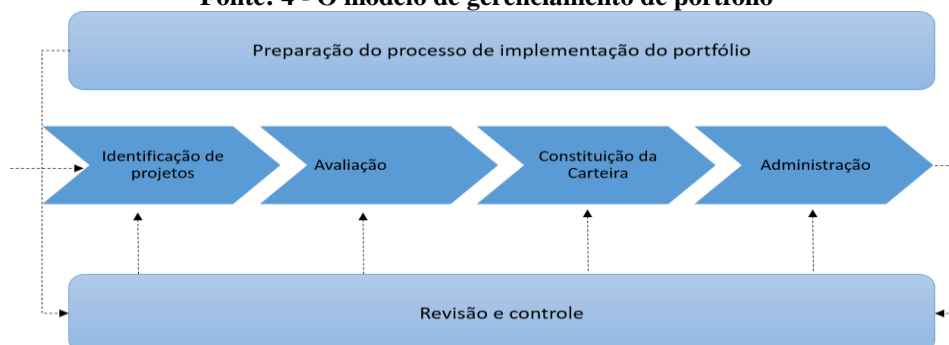 Fonte: 4 - O modelo de gerenciamento de portfólio
Preparação do processo de implementação do portfólio
Identificação de
projetos
Avaliação
Constituição da
Carteira
Administração
Revisão e controle